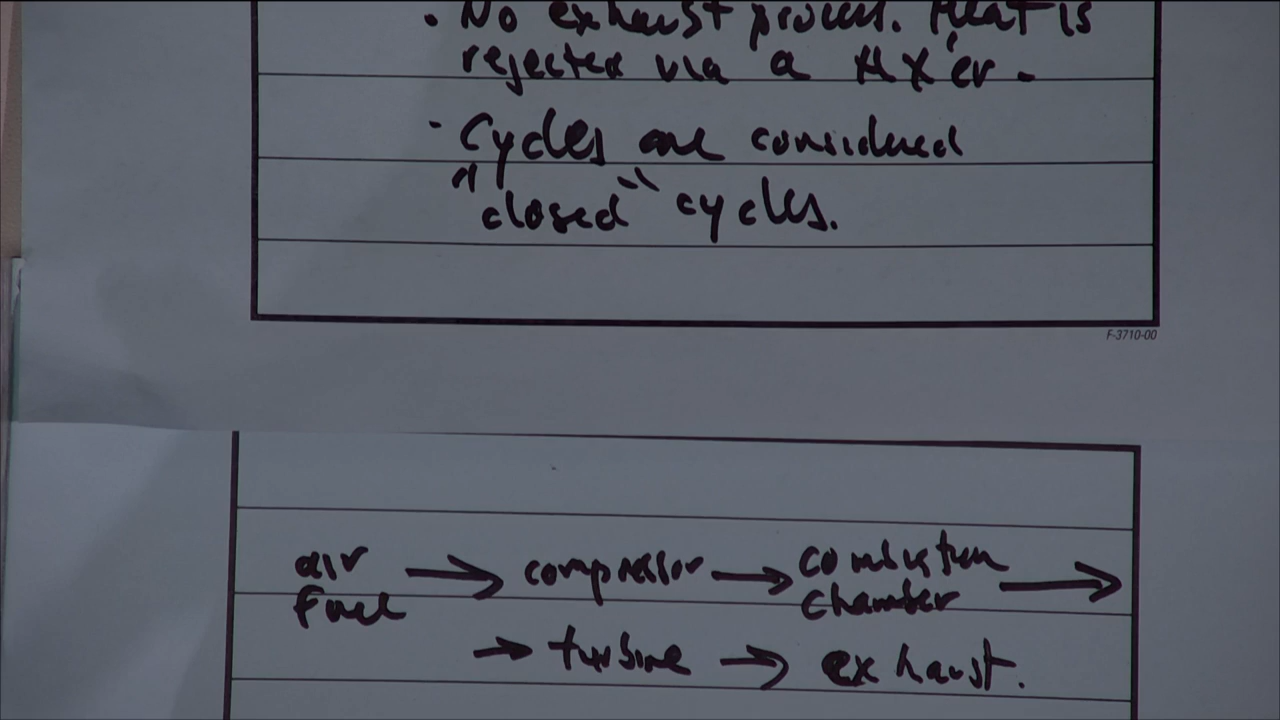 • No exhaust process. Heat is
rejected via a HX'er.
• Cycles are considered
"closed" cycles.
F-3710-00
air → compressor → combustion →
fuel chamber
→ turbine → exhaust.